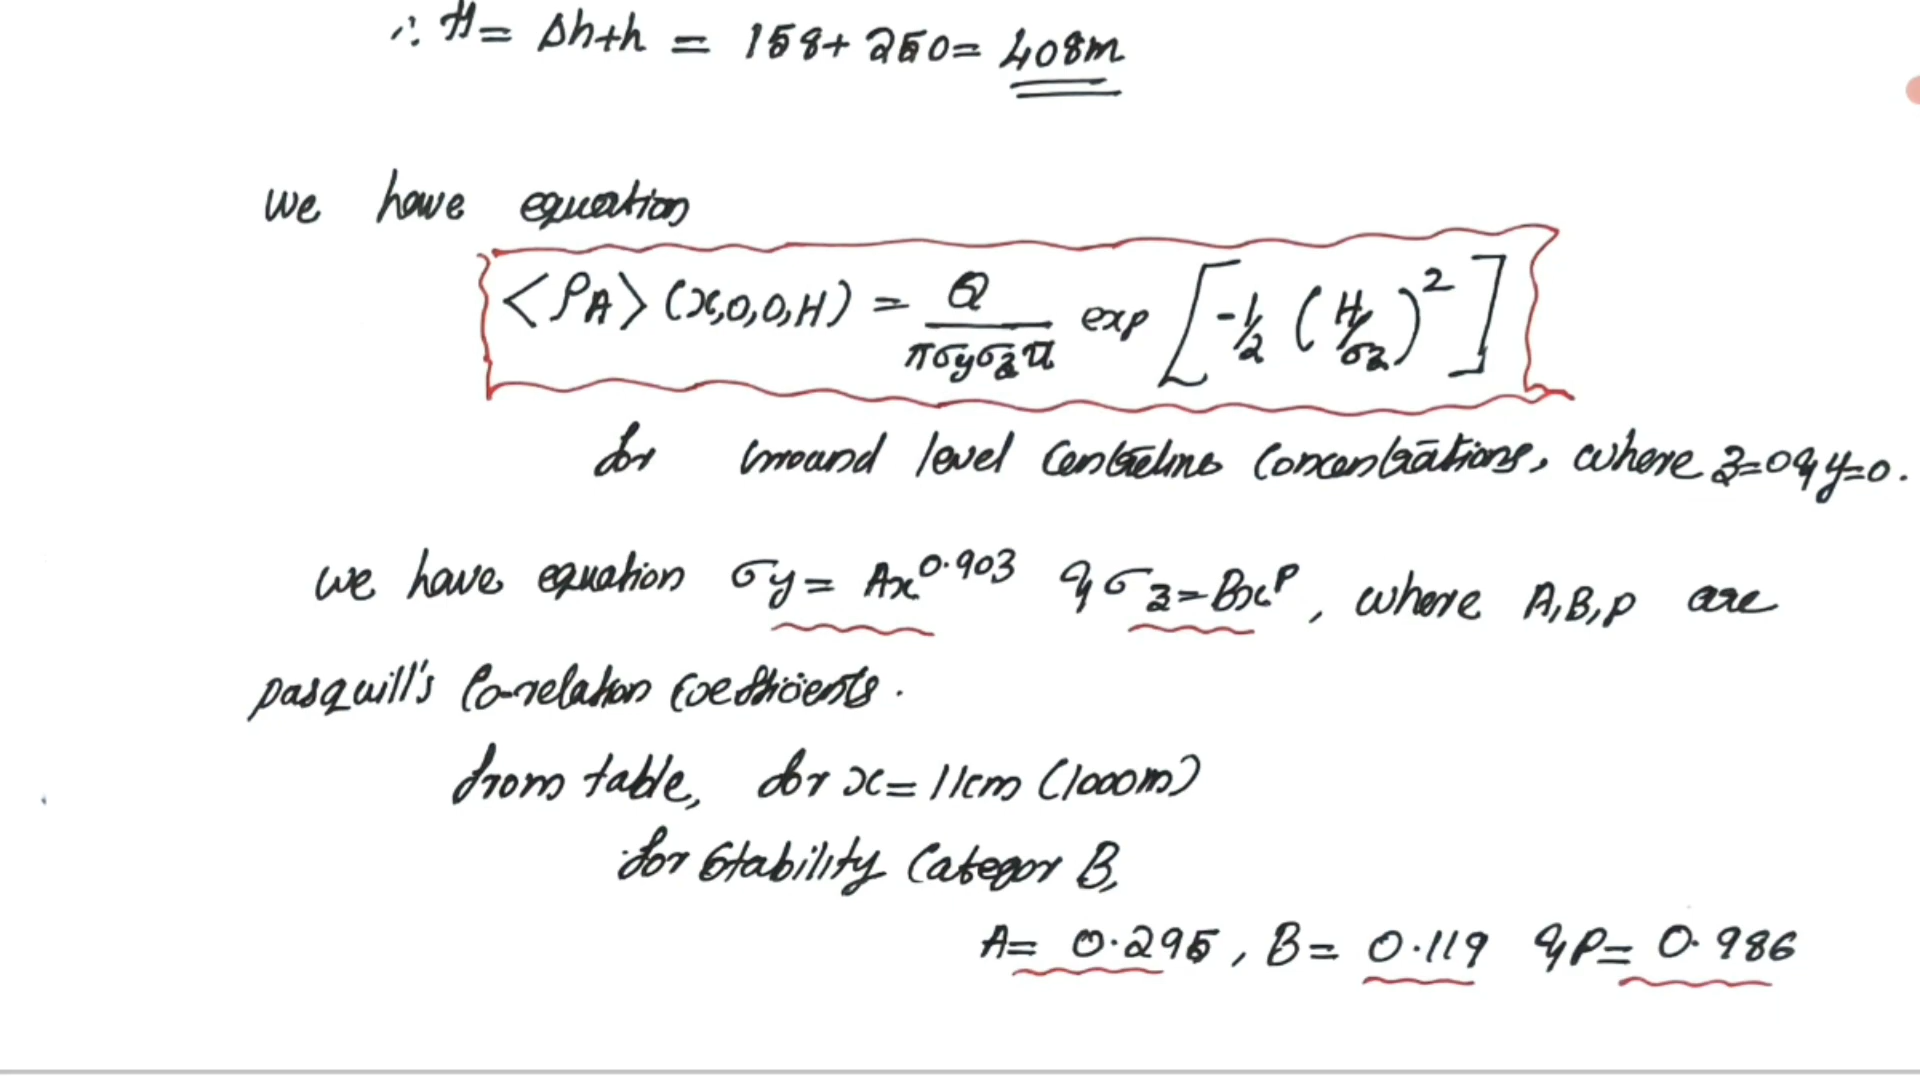 ∴ H = Δh+h = 158+ 250= 408m
we have equation
<ρA> (x,0,0,H) = Q / πσyσz ū exp [-1/2 (H/σz)^2]
for Ground level Centreline Concentrations, where z=0 & y=0.
we have equation σy = Ax^0.903 & σz = Bx^p, where A,B,p are
pasquill's Co-relation Coefficients.
from table, for x = 1km (1000m)
for Stability Categor B,
A= 0.295, B= 0.119 & P= 0.986